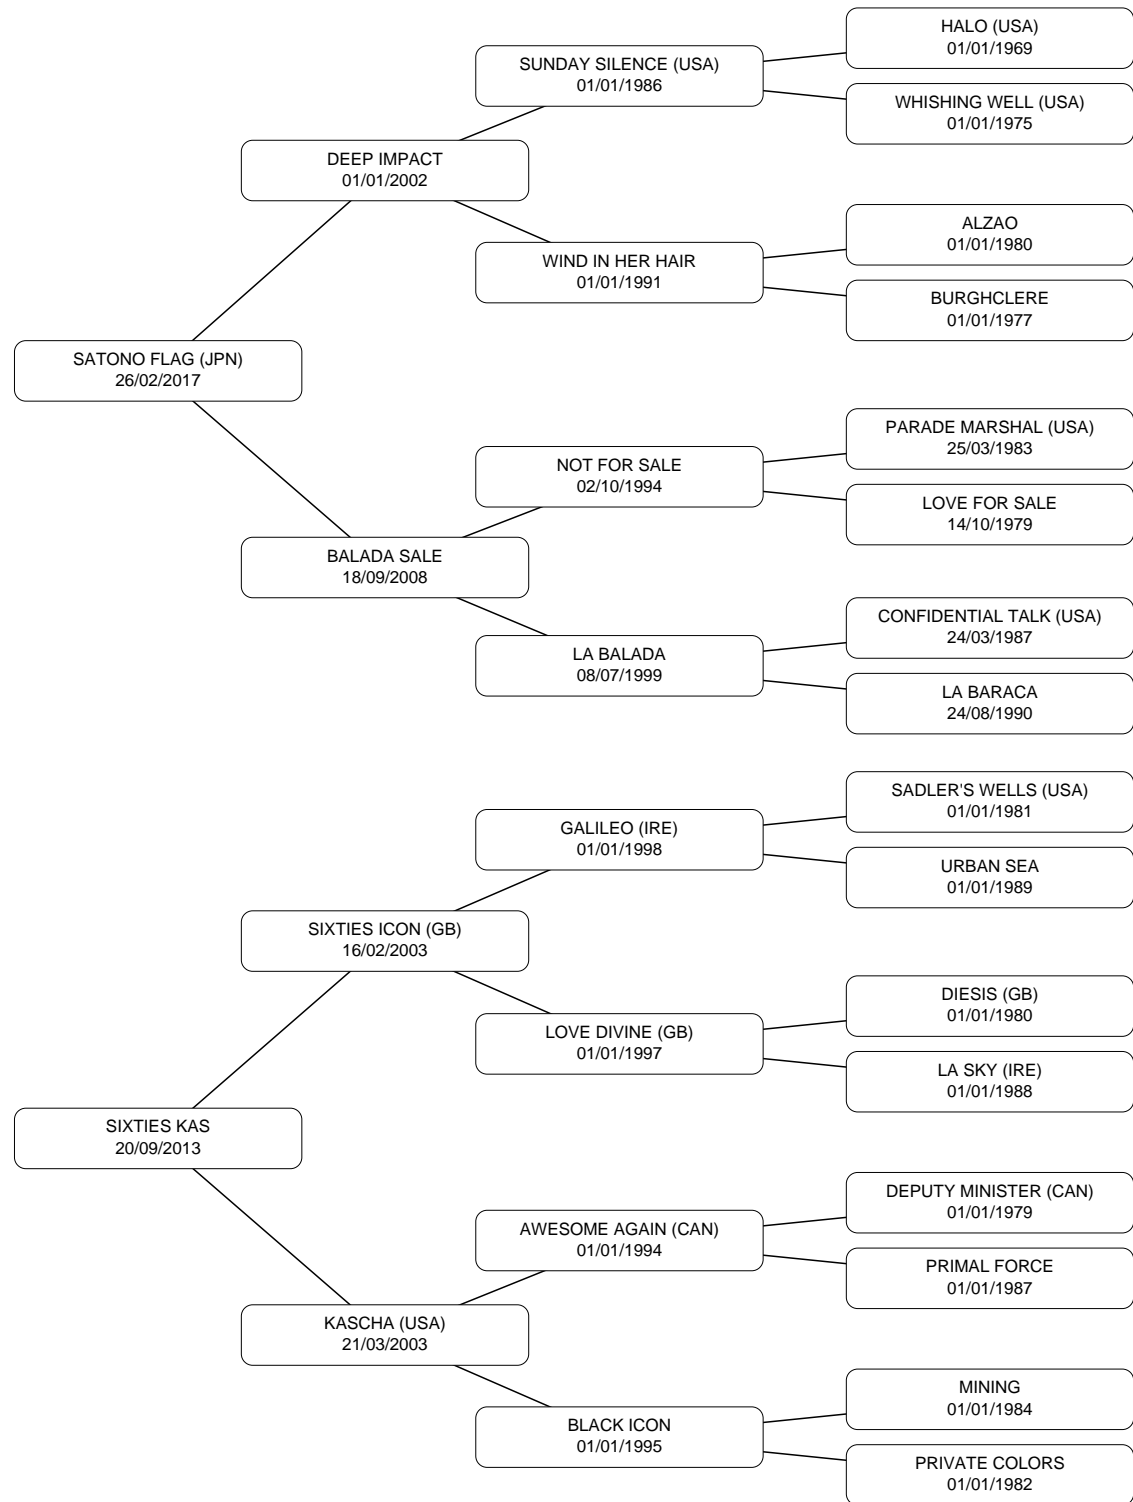 HALO (USA)
01/01/1969
SUNDAY SILENCE (USA)
01/01/1986
WHISHING WELL (USA)
01/01/1975
DEEP IMPACT
01/01/2002
ALZAO
01/01/1980
WIND IN HER HAIR
01/01/1991
BURGHCLERE
01/01/1977
SATONO FLAG (JPN)
26/02/2017
PARADE MARSHAL (USA)
25/03/1983
NOT FOR SALE
02/10/1994
LOVE FOR SALE
14/10/1979
BALADA SALE
18/09/2008
CONFIDENTIAL TALK (USA)
24/03/1987
LA BALADA
08/07/1999
LA BARACA
24/08/1990
SADLER'S WELLS (USA)
01/01/1981
GALILEO (IRE)
01/01/1998
URBAN SEA
01/01/1989
SIXTIES ICON (GB)
16/02/2003
DIESIS (GB)
01/01/1980
LOVE DIVINE (GB)
01/01/1997
LA SKY (IRE)
01/01/1988
SIXTIES KAS
20/09/2013
DEPUTY MINISTER (CAN)
01/01/1979
AWESOME AGAIN (CAN)
01/01/1994
PRIMAL FORCE
01/01/1987
KASCHA (USA)
21/03/2003
MINING
01/01/1984
BLACK ICON
01/01/1995
PRIVATE COLORS
01/01/1982